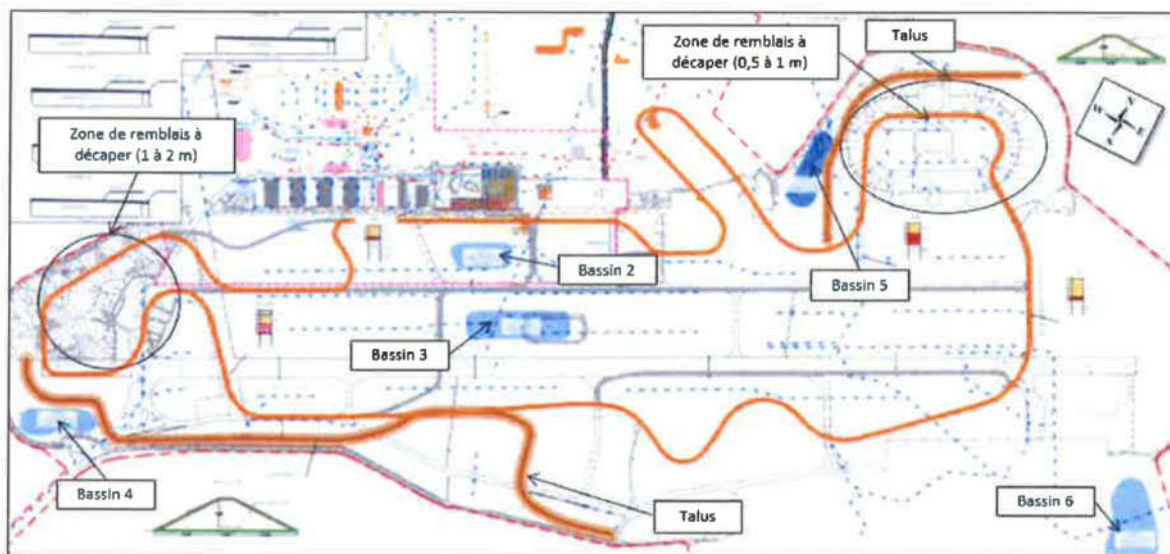 Talus
Zone de remblais à
décaper (0,5 à 1 m)
Zone de remblais à
décaper (1 à 2 m)
N
W
E
S
Bassin 2
Bassin 5
Bassin 3
Bassin 4
Talus
Bassin 6